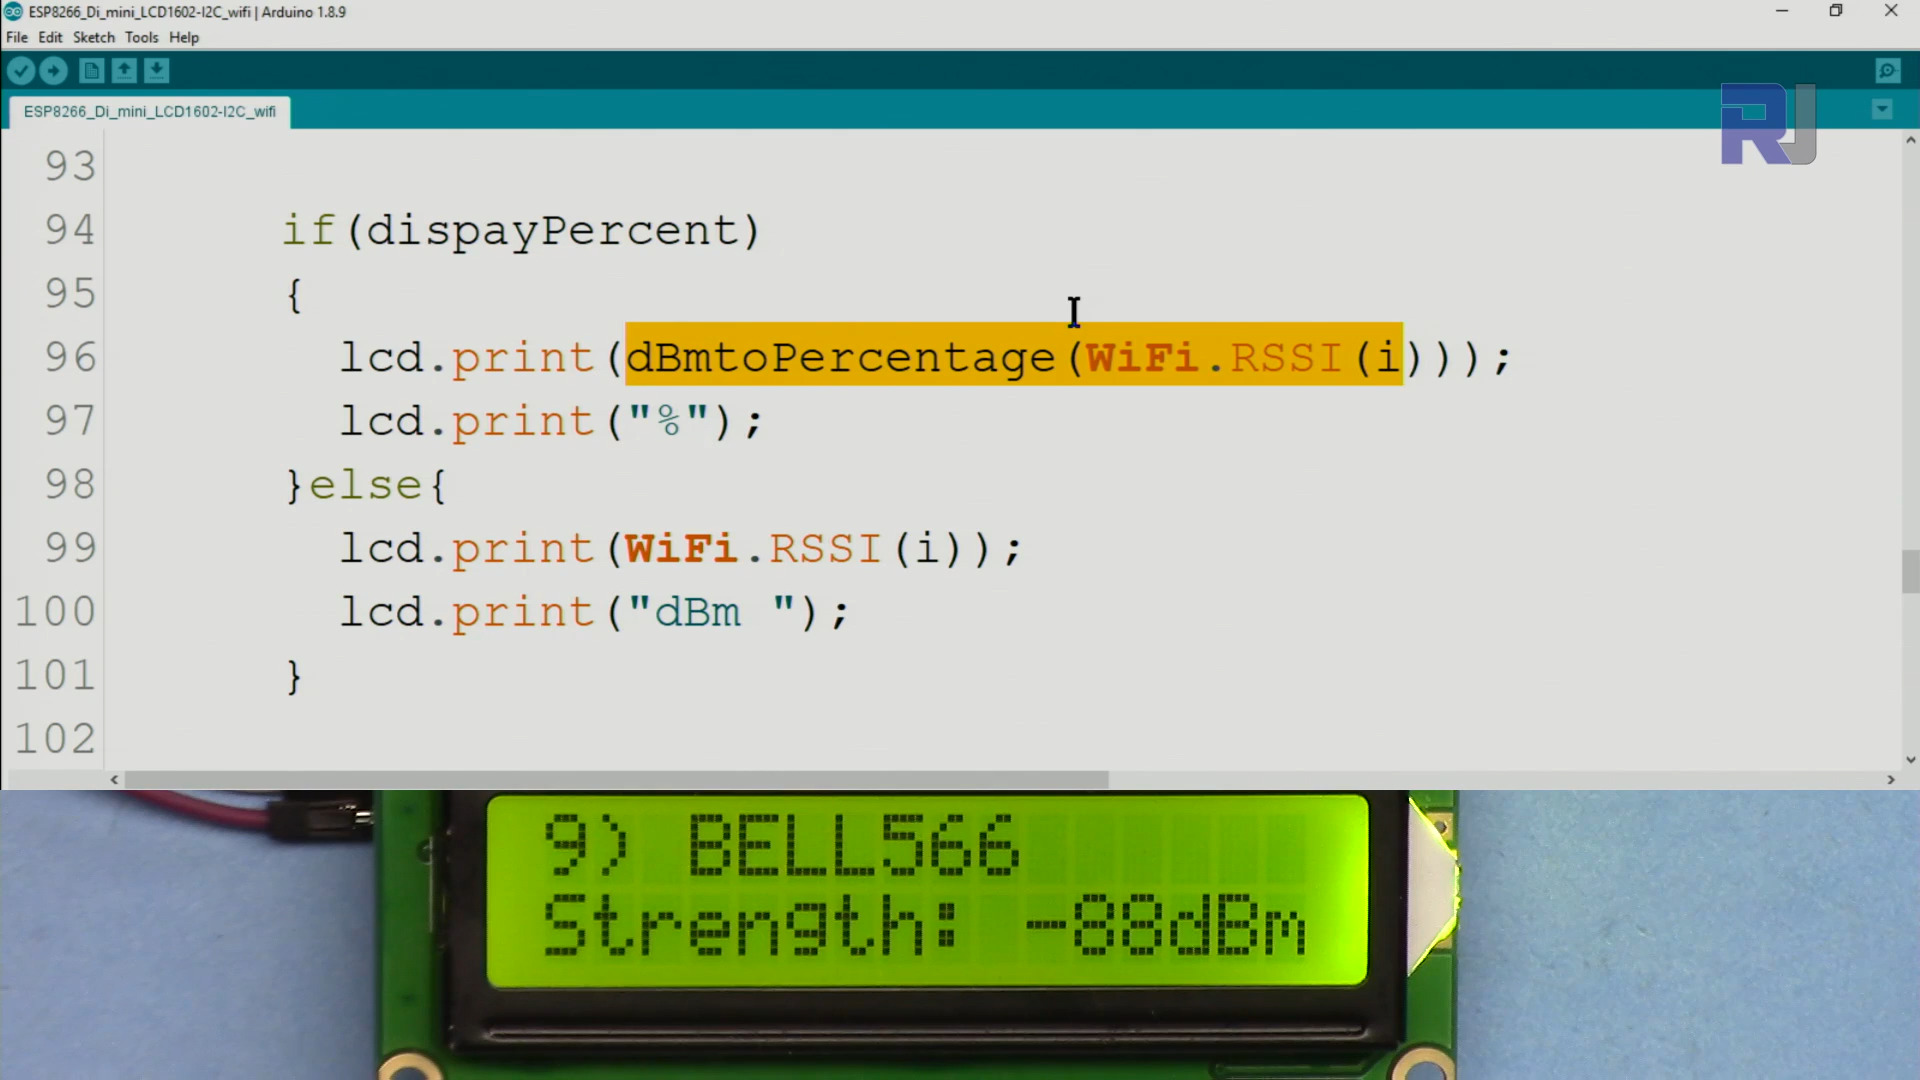 ESP8266_Di_mini_LCD1602-I2C_wifi | Arduino 1.8.9
File Edit Sketch Tools Help
ESP8266_Di_mini_LCD1602-I2C_wifi
RJ
93
94 if(dispayPercent)
95 {
96 lcd.print(dBmtoPercentage(WiFi.RSSI(i)));
97 lcd.print("%");
98 }else{
99 lcd.print(WiFi.RSSI(i));
100 lcd.print("dBm ");
101 }
102
9) BELL566
Strength: -88dBm